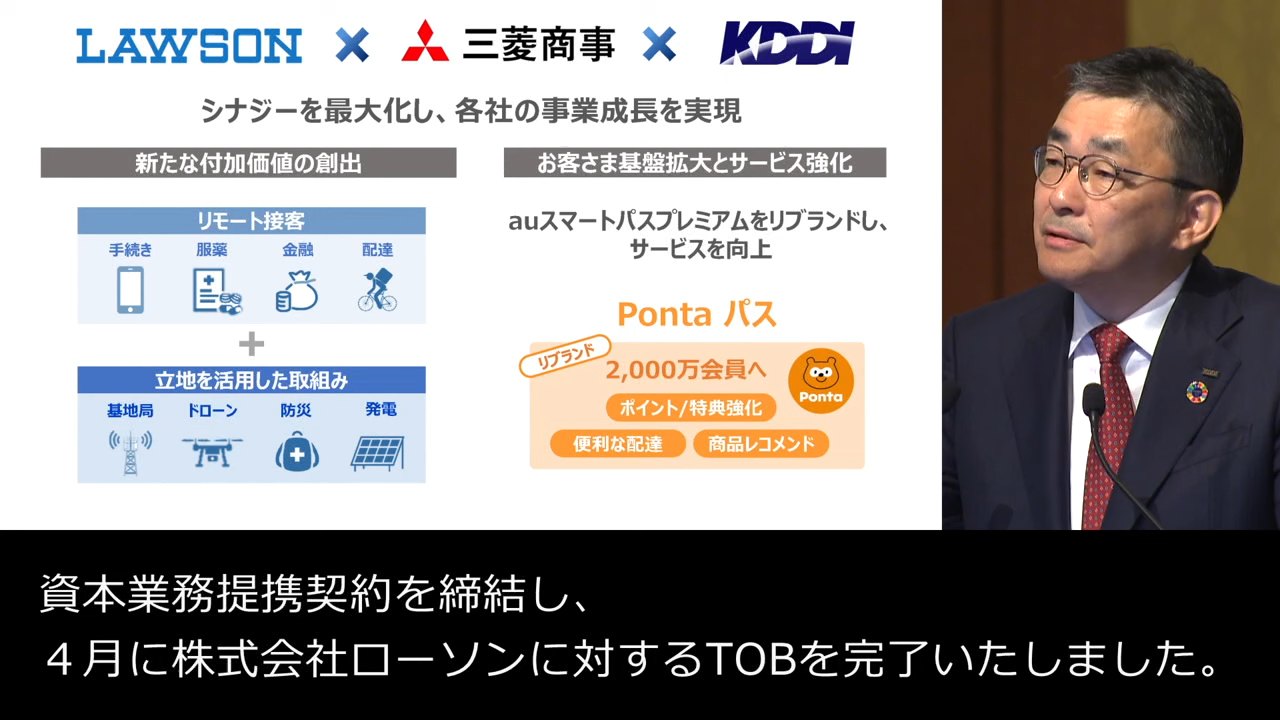 LAWSON × 三菱商事 × KDDI
シナジーを最大化し、各社の事業成長を実現
新たな付加価値の創出
リモート接客
手続き 服薬 金融 配達
+
立地を活用した取組み
基地局 ドローン 防災 発電
お客さま基盤拡大とサービス強化
auスマートパスプレミアムをリブランドし、
サービスを向上
Ponta パス
リブランド
2,000万会員へ
Ponta
ポイント/特典強化
便利な配達 商品レコメンド
資本業務提携契約を締結し、
４月に株式会社ローソンに対するTOBを完了いたしました。